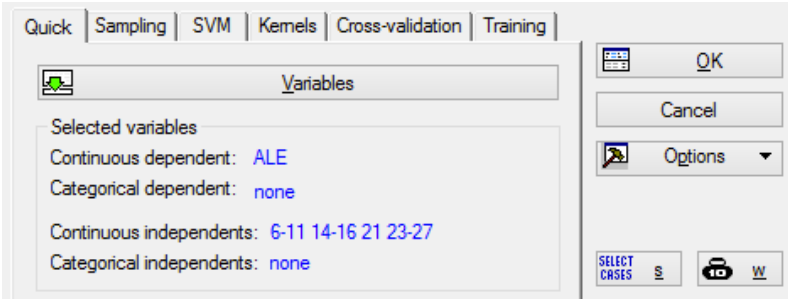 Quick Sampling SVM Kernels Cross-validation Training
Variables
Selected variables
Continuous dependent: ALE
Categorical dependent: none
Continuous independents: 6-11 14-16 21 23-27
Categorical independents: none
OK
Cancel
Options
SELECT CASES S W